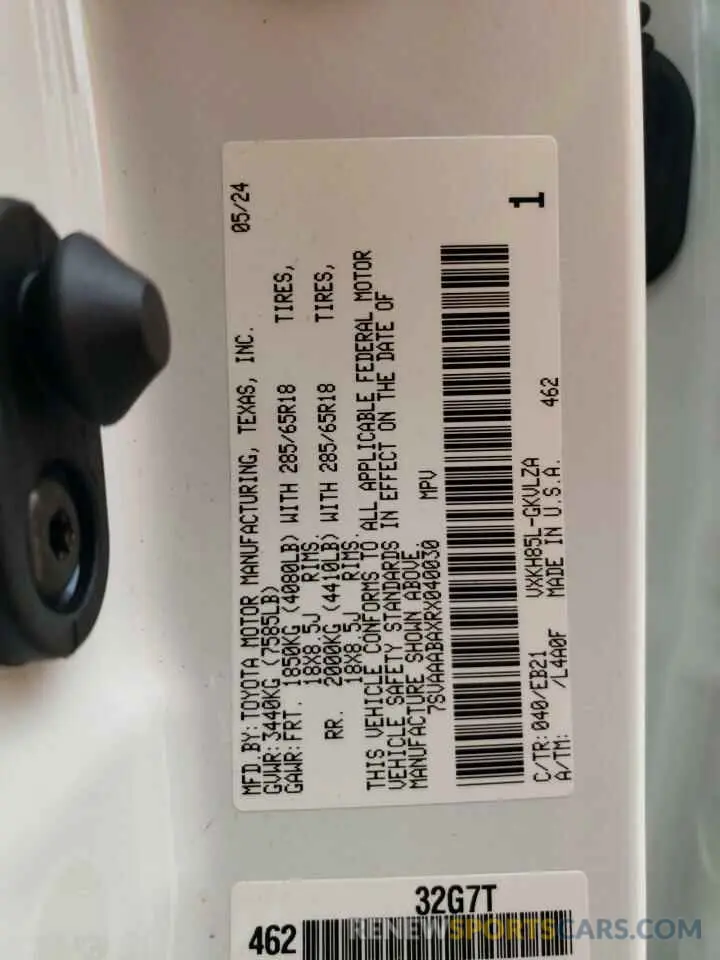 MFD.BY:TOYOTA MOTOR MANUFACTURING, TEXAS, INC. 05/24
GVWR:3440KG (7585LB)
GAWR:FRT. 1850KG (4080LB) WITH 285/65R18 TIRES,
18X8.5J RIMS.
RR. 2000KG (4410LB) WITH 285/65R18 TIRES,
18X8.5J RIMS.
THIS VEHICLE CONFORMS TO ALL APPLICABLE FEDERAL MOTOR
VEHICLE SAFETY STANDARDS IN EFFECT ON THE DATE OF
MANUFACTURE SHOWN ABOVE.
7SVAAABAXRX040030 MPV
1
C/TR:040/EB21 VXKH85L-GKVLZA 462
A/TM: /L4A0F MADE IN U.S.A.
32G7T
462
RENEWSPORTSCARS.COM